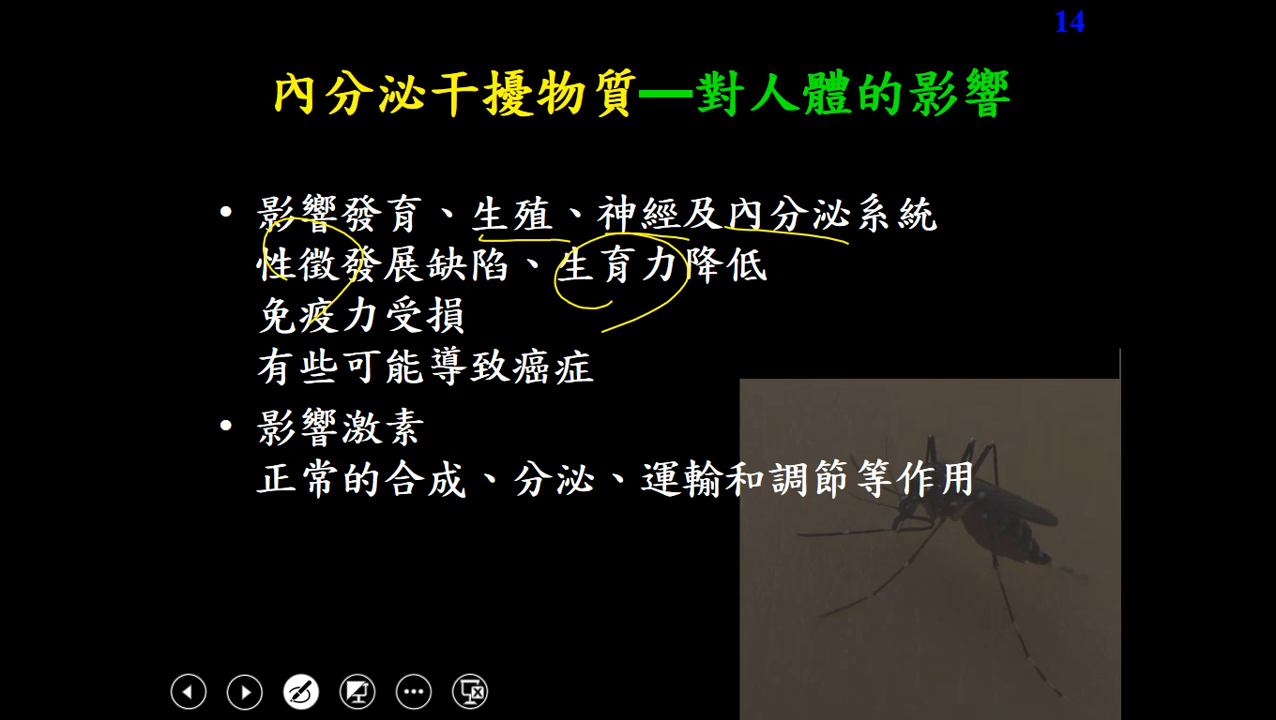 14
內分泌干擾物質—對人體的影響
• 影響發育、生殖、神經及內分泌系統
性徵發展缺陷、生育力降低
免疫力受損
有些可能導致癌症
• 影響激素
正常的合成、分泌、運輸和調節等作用